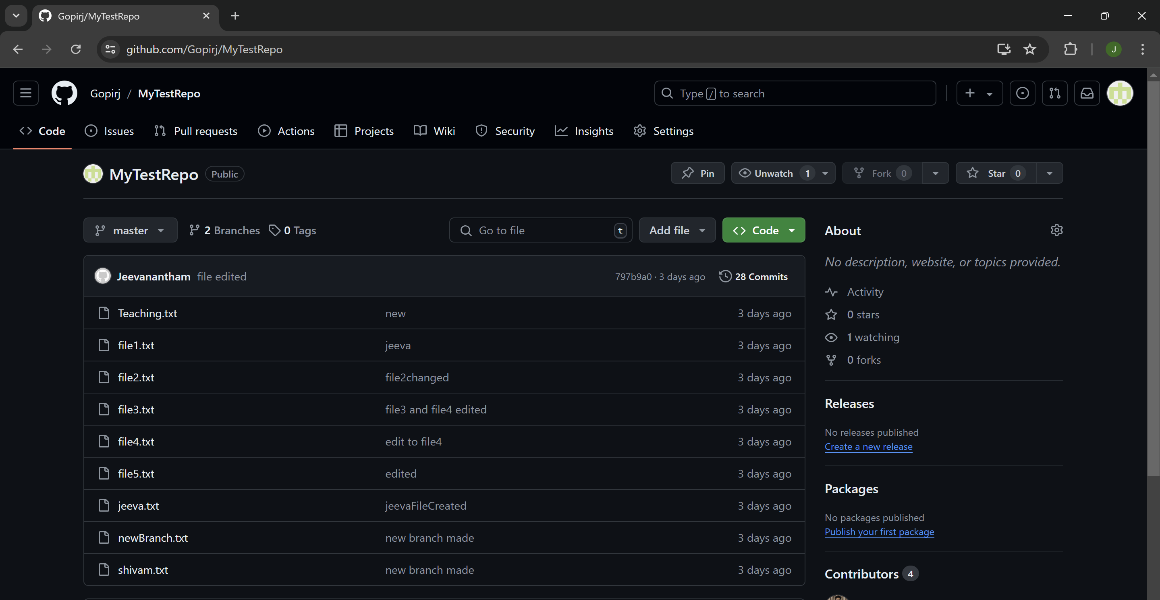 Gopirj/MyTestRepo
github.com/Gopirj/MyTestRepo
J
Gopirj / MyTestRepo
Type / to search
Code Issues Pull requests Actions Projects Wiki Security Insights Settings
MyTestRepo Public
Pin Unwatch 1 Fork 0 Star 0
master 2 Branches 0 Tags Go to file t Add file Code
Jeevanantham file edited 797b9a0 · 3 days ago 28 Commits
Teaching.txt new 3 days ago
file1.txt jeeva 3 days ago
file2.txt file2changed 3 days ago
file3.txt file3 and file4 edited 3 days ago
file4.txt edit to file4 3 days ago
file5.txt edited 3 days ago
jeeva.txt jeevaFileCreated 3 days ago
newBranch.txt new branch made 3 days ago
shivam.txt new branch made 3 days ago
About
No description, website, or topics provided.
Activity
0 stars
1 watching
0 forks
Releases
No releases published
Create a new release
Packages
No packages published
Publish your first package
Contributors 4